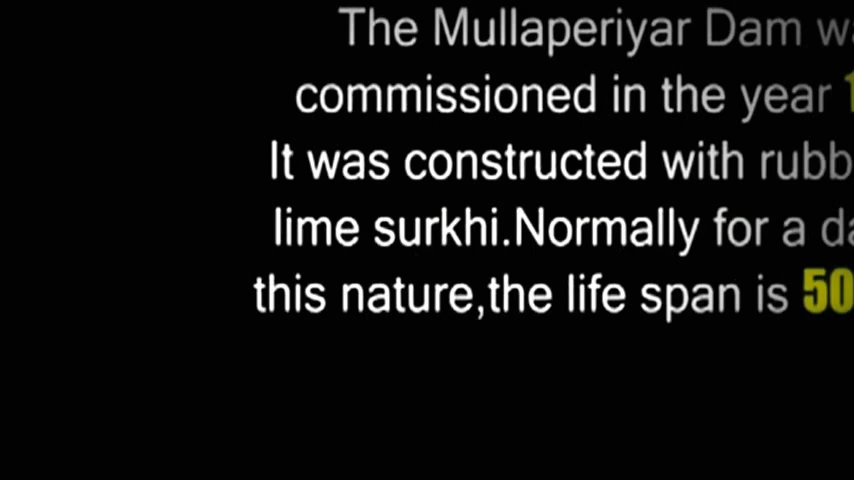 The Mullaperiyar Dam
commissioned in the year
It was constructed with
lime surkhi.Normally for a
this nature,the life span is 50